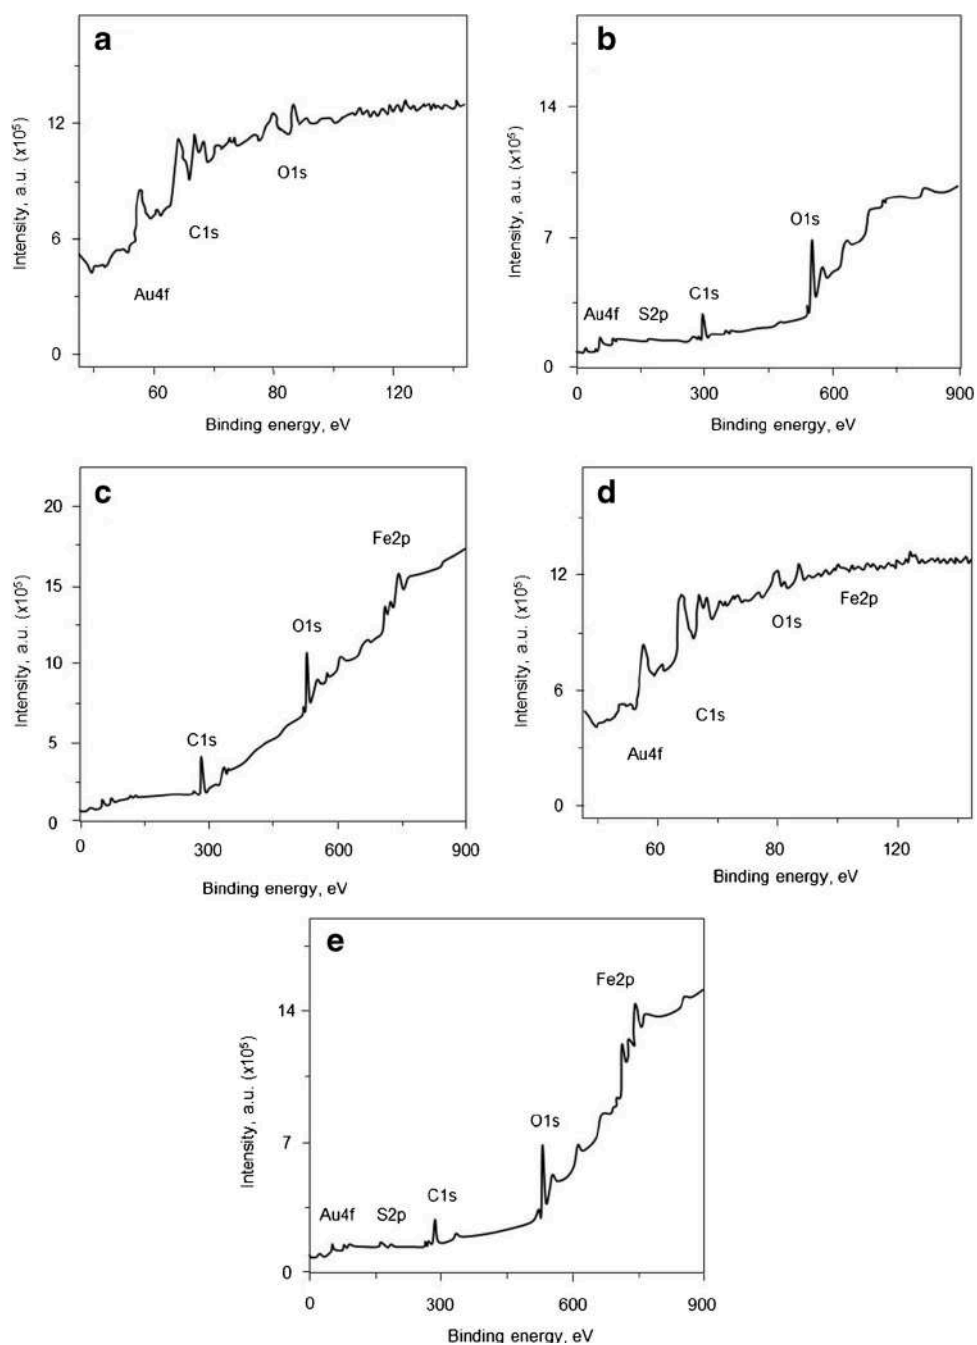 a
Intensity, a.u. (x10⁵)
12
6
0
O1s
C1s
Au4f
60 80 120
Binding energy, eV
b
Intensity, a.u. (x10⁵)
14
7
0
O1s
C1s
Au4f S2p
0 300 600 900
Binding energy, eV
c
Intensity, a.u. (x10⁵)
20
15
10
5
0
Fe2p
O1s
C1s
0 300 600 900
Binding energy, eV
d
Intensity, a.u. (x10⁵)
12
6
0
Fe2p
O1s
C1s
Au4f
60 80 120
Binding energy, eV
e
Intensity, a.u. (x10⁵)
14
7
0
Fe2p
O1s
C1s
Au4f S2p
0 300 600 900
Binding energy, eV